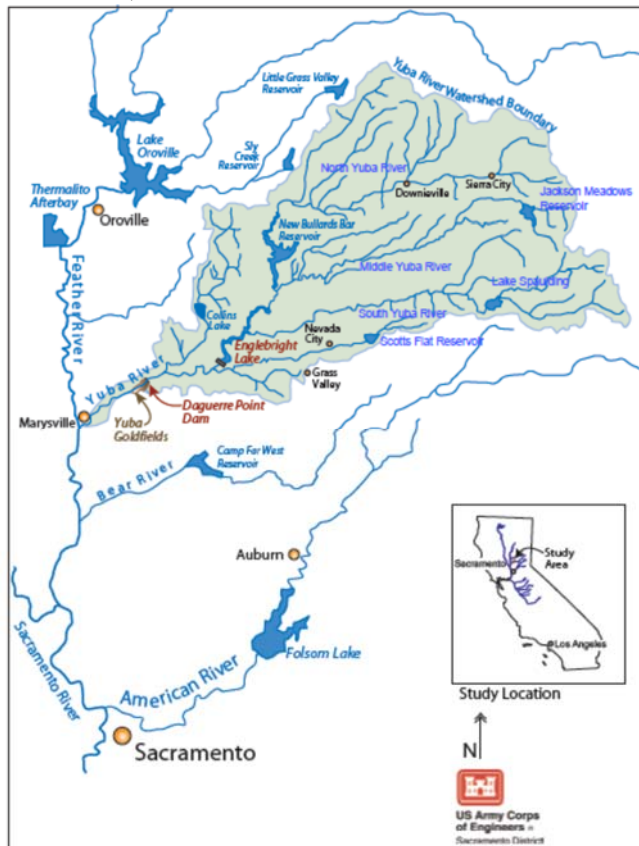 Little Grass Valley
Reservoir
Yuba River Watershed Boundary
Lake
Oroville
Sly
Creek
Reservoir
North Yuba River
Sierra City
Downieville
Jackson Meadows
Reservoir
Thermalito
Afterbay
Oroville
New Bullards Bar
Reservoir
Middle Yuba River
Feather River
Lake Spaulding
Collins
Lake
South Yuba River
Nevada
City
Scotts Flat Reservoir
Englebright
Lake
Grass
Valley
Yuba River
Daguerre Point
Dam
Marysville
Yuba
Goldfields
Camp Far West
Reservoir
Bear River
Auburn
Study
Area
Sacramento
Los Angeles
Folsom Lake
Sacramento River
American River
Study Location
Sacramento
N
US Army Corps
of Engineers
Sacramento District